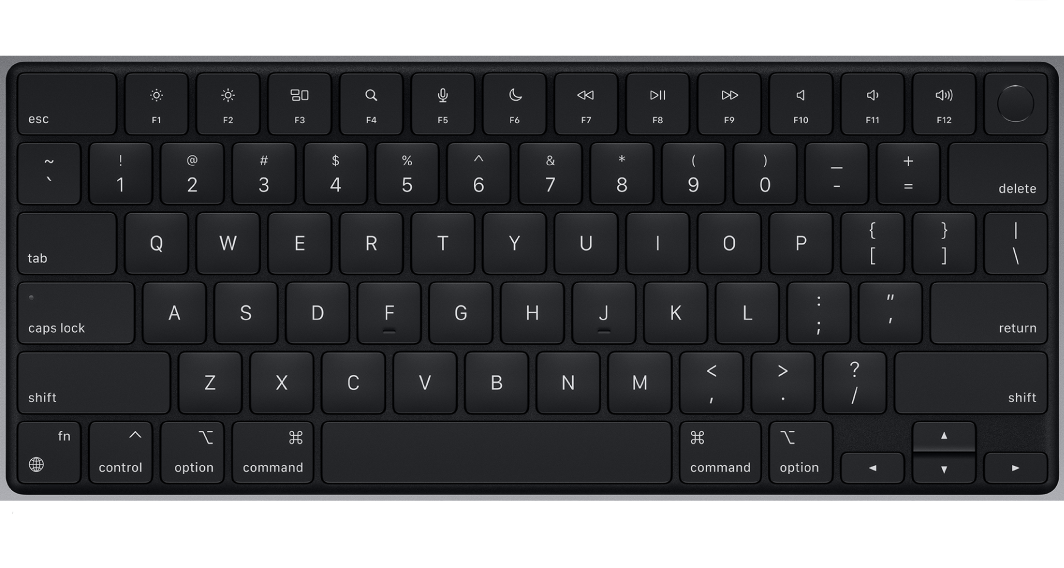 esc F1 F2 F3 F4 F5 F6 F7 F8 F9 F10 F11 F12
~ ! @ # $ % ^ & * ( ) _ +
` 1 2 3 4 5 6 7 8 9 0 - = delete
tab Q W E R T Y U I O P { } |
[ ] \
caps lock A S D F G H J K L : " return
; '
shift Z X C V B N M < > ? shift
, . /
fn ^ ⌥ ⌘ ⌘ ⌥ ▲
control option command command option ◀ ▼ ▶